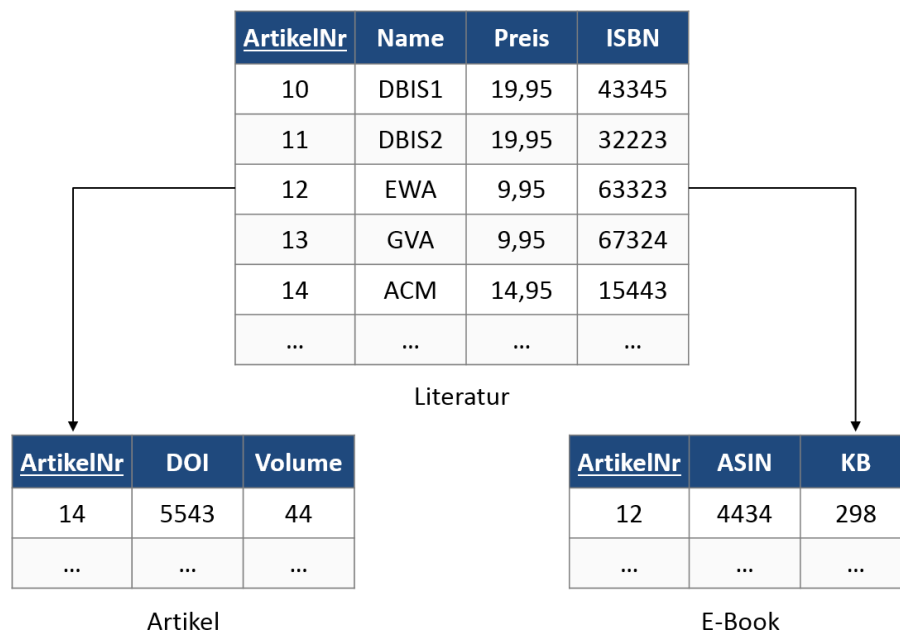 ArtikelNr Name Preis ISBN
10 DBIS1 19,95 43345
11 DBIS2 19,95 32223
12 EWA 9,95 63323
13 GVA 9,95 67324
14 ACM 14,95 15443
... ... ... ...
Literatur
ArtikelNr DOI Volume
14 5543 44
... ... ...
Artikel
ArtikelNr ASIN KB
12 4434 298
... ... ...
E-Book